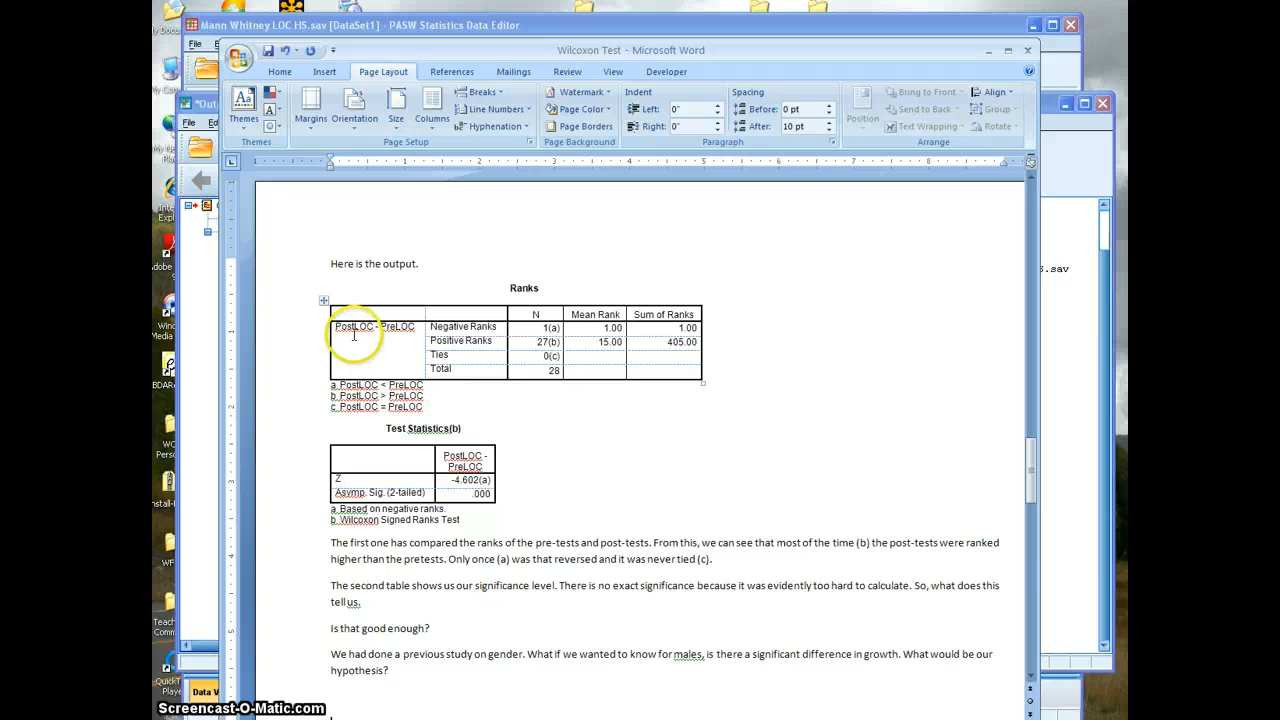 Mann Whitney LOC HS.sav [DataSet1] - PASW Statistics Data Editor
File
Wilcoxon Test - Microsoft Word
Home Insert Page Layout References Mailings Review View Developer
Themes Margins Orientation Size Columns
Breaks
Line Numbers
Hyphenation
Watermark
Page Color
Page Borders
Indent Spacing
Left: 0" Before: 0 pt
Right: 0" After: 10 pt
Position
Bring to Front Align
Send to Back Group
Text Wrapping Rotate
Themes Page Setup Page Background Paragraph Arrange
Here is the output.
Ranks
N Mean Rank Sum of Ranks
PostLOC - PreLOC Negative Ranks 1(a) 1.00 1.00
Positive Ranks 27(b) 15.00 405.00
Ties 0(c)
Total 28
a PostLOC < PreLOC
b PostLOC > PreLOC
c PostLOC = PreLOC
Test Statistics(b)
PostLOC -
PreLOC
Z -4.602(a)
Asymp. Sig. (2-tailed) .000
a Based on negative ranks.
b Wilcoxon Signed Ranks Test
The first one has compared the ranks of the pre-tests and post-tests. From this, we can see that most of the time (b) the post-tests were ranked
higher than the pretests. Only once (a) was that reversed and it was never tied (c).
The second table shows us our significance level. There is no exact significance because it was evidently too hard to calculate. So, what does this
tell us.
Is that good enough?
We had done a previous study on gender. What if we wanted to know for males, is there a significant difference in growth. What would be our
hypothesis?
Data V
Screencast-O-Matic.com